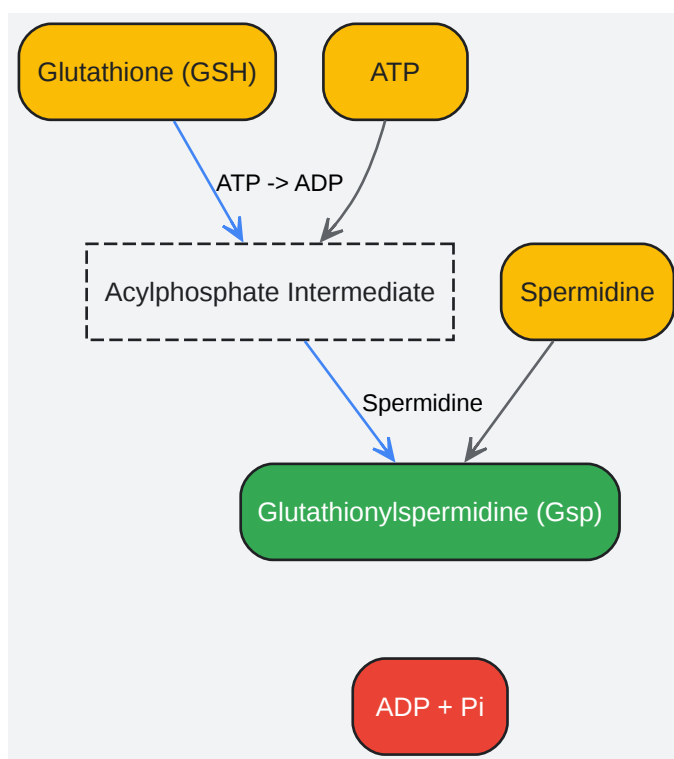 Glutathione (GSH)
ATP
ATP -> ADP
Acylphosphate Intermediate
Spermidine
Spermidine
Glutathionylspermidine (Gsp)
ADP + Pi